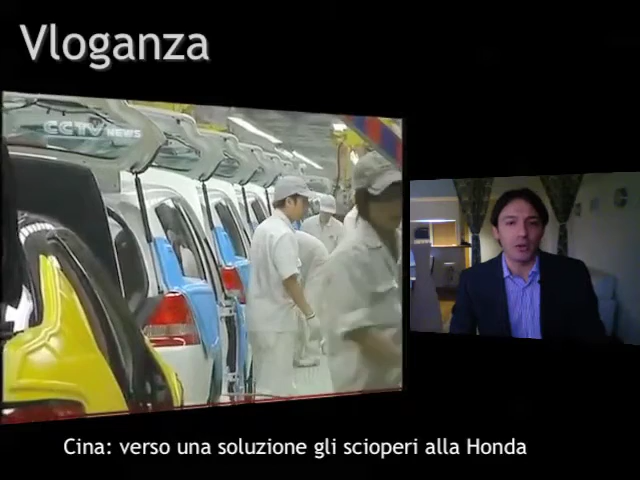 Vloganza
CCTV NEWS
Cina: verso una soluzione gli scioperi alla Honda